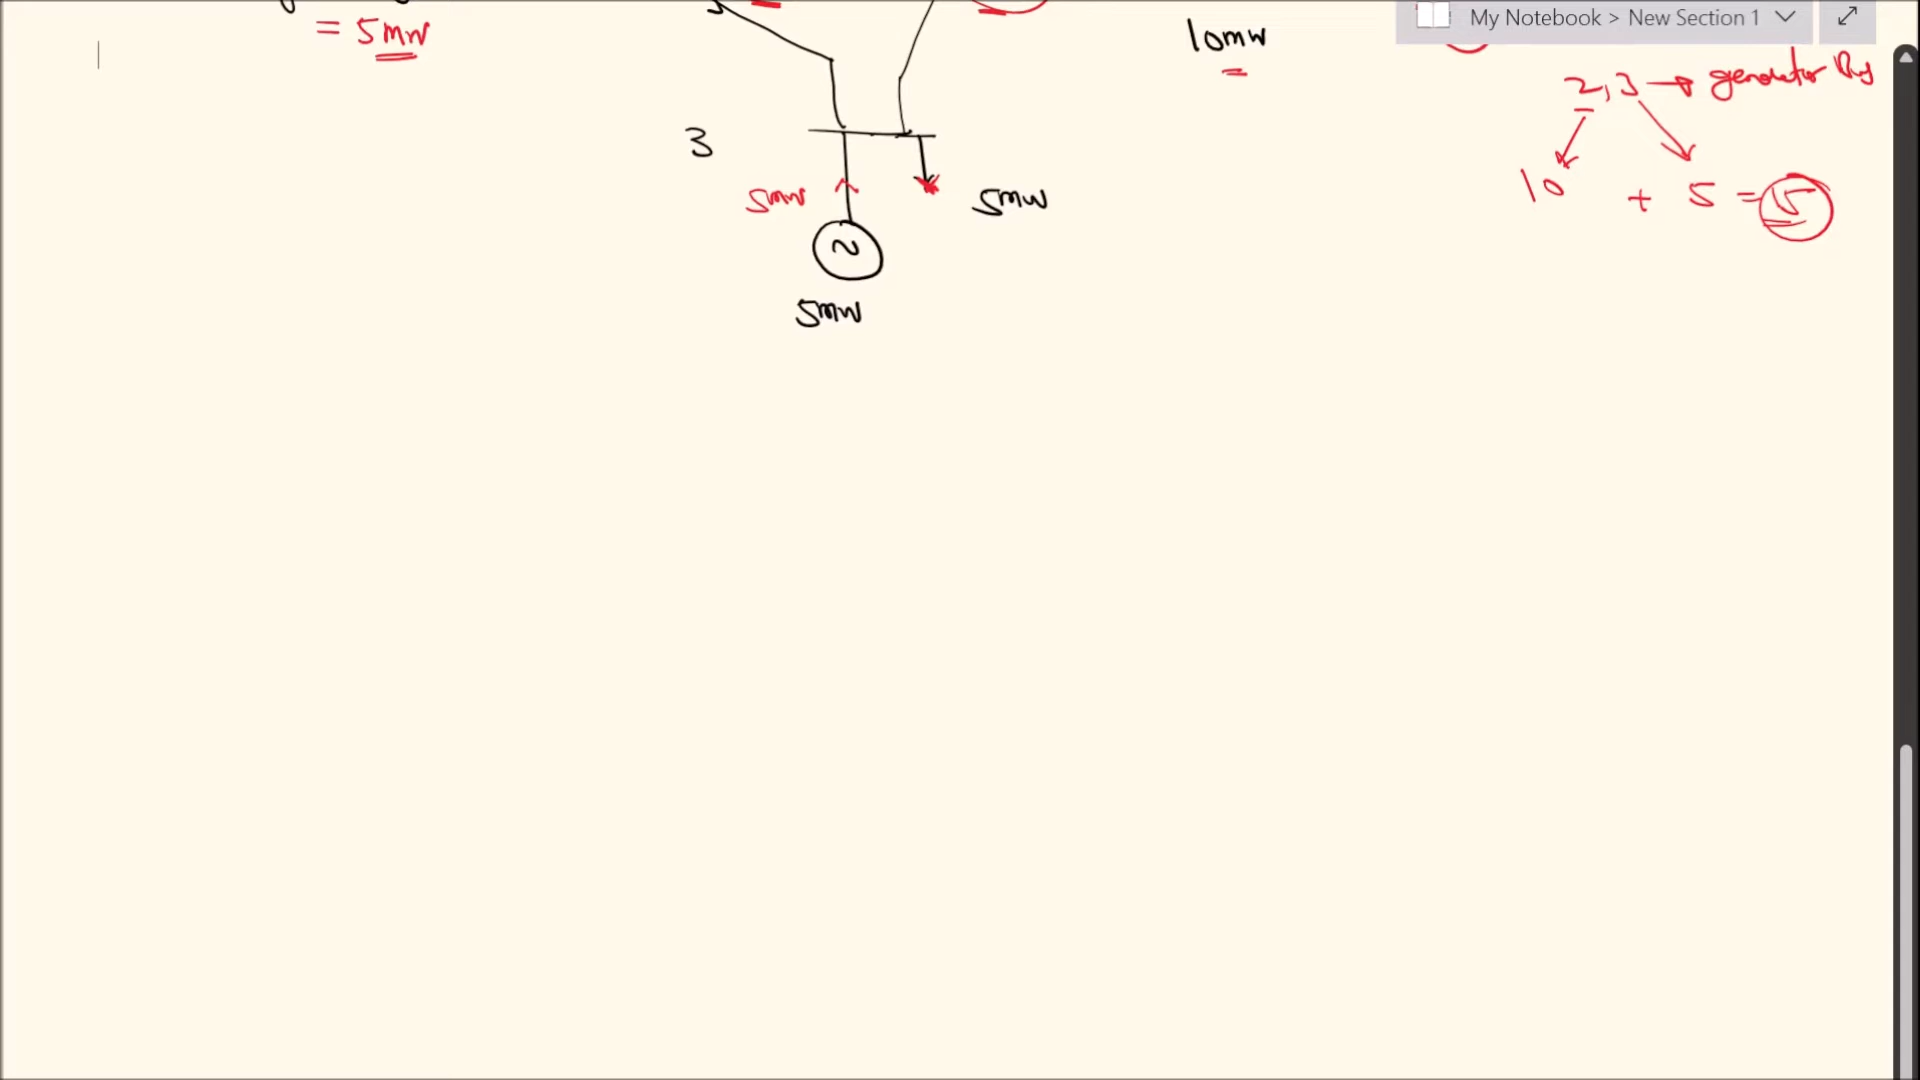 My Notebook > New Section 1
= 5mw
10mw
2,3 → generator Bus
3
5mw
5mw
10 + 5 = 15
5mw